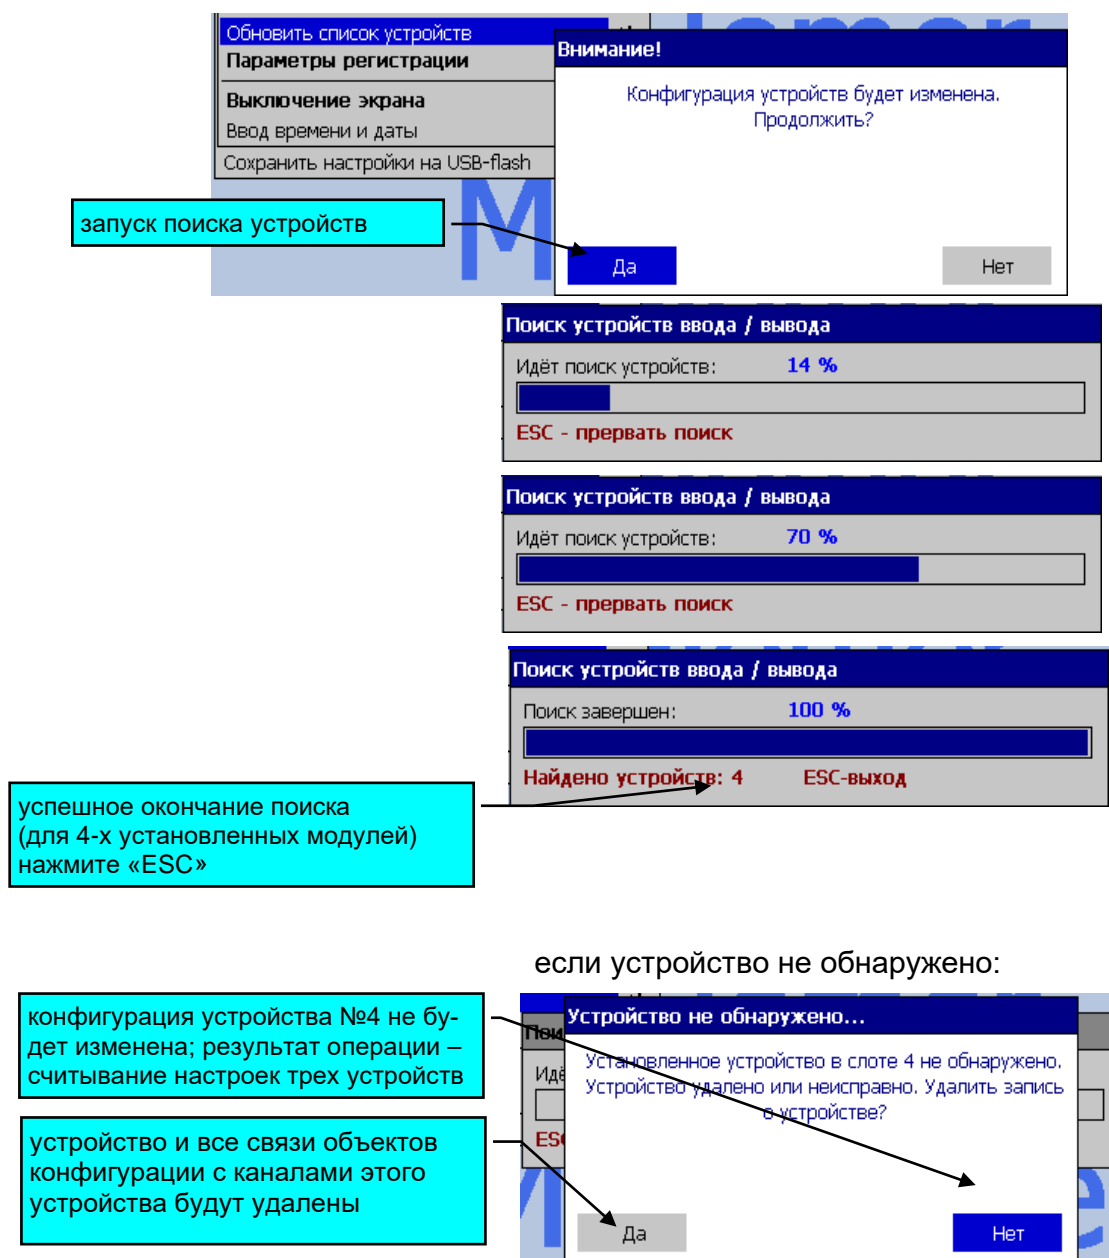 Обновить список устройств
Параметры регистрации
Выключение экрана
Ввод времени и даты
Сохранить настройки на USB-flash
Внимание!
Конфигурация устройств будет изменена.
Продолжить?
Да
Нет
запуск поиска устройств
Поиск устройств ввода / вывода
Идёт поиск устройств:
14 %
ESC - прервать поиск
Поиск устройств ввода / вывода
Идёт поиск устройств:
70 %
ESC - прервать поиск
Поиск устройств ввода / вывода
Поиск завершен:
100 %
Найдено устройств: 4
ESC-выход
успешное окончание поиска
(для 4-х установленных модулей)
нажмите «ESC»
если устройство не обнаружено:
конфигурация устройства №4 не бу-
дет изменена; результат операции –
считывание настроек трех устройств
устройство и все связи объектов
конфигурации с каналами этого
устройства будут удалены
Устройство не обнаружено...
Установленное устройство в слоте 4 не обнаружено.
Устройство удалено или неисправно. Удалить запись
о устройстве?
Да
Нет